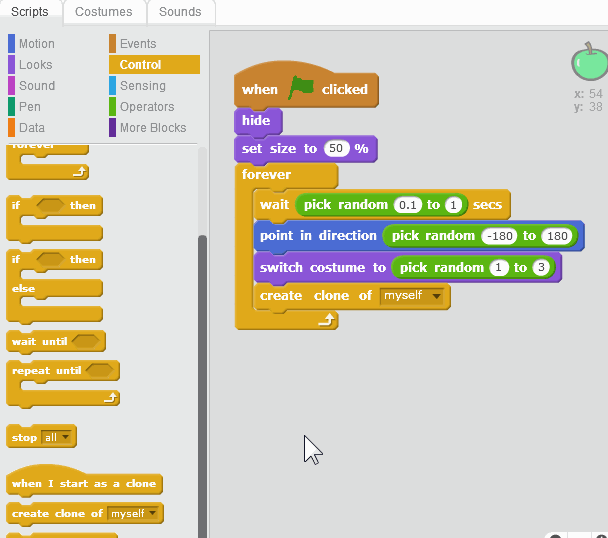 Scripts Costumes Sounds
Motion Events
Looks Control
Sound Sensing
Pen Operators
Data More Blocks
forever
if then
if then
else
wait until
repeat until
stop all
when I start as a clone
create clone of myself
when clicked
hide
set size to 50 %
forever
wait pick random 0.1 to 1 secs
point in direction pick random -180 to 180
switch costume to pick random 1 to 3
create clone of myself
x: 54
y: 38